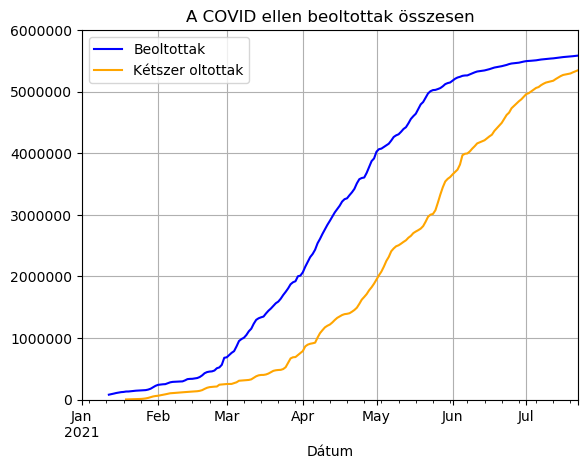 A COVID ellen beoltottak összesen
Beoltottak
Kétszer oltottak
6000000
5000000
4000000
3000000
2000000
1000000
0
Jan Feb Mar Apr May Jun Jul
2021
Dátum